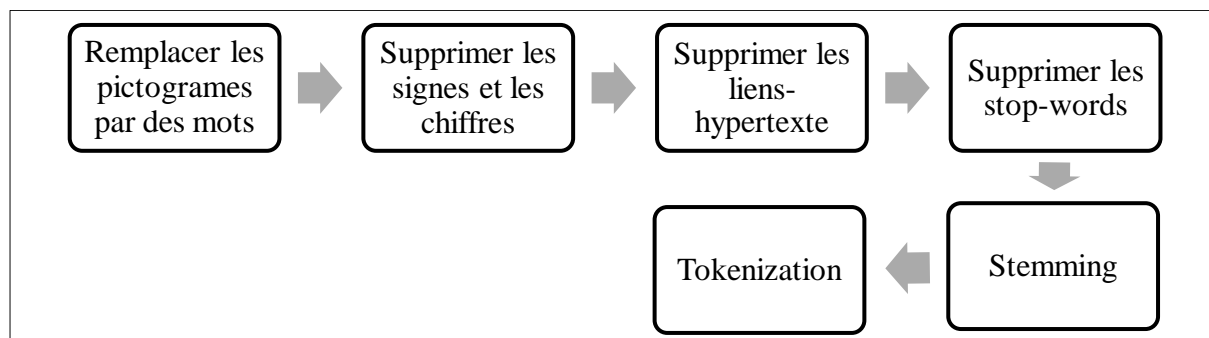 Remplacer les
pictogrames
par des mots
Supprimer les
signes et les
chiffres
Supprimer les
liens-
hypertexte
Supprimer les
stop-words
Stemming
Tokenization